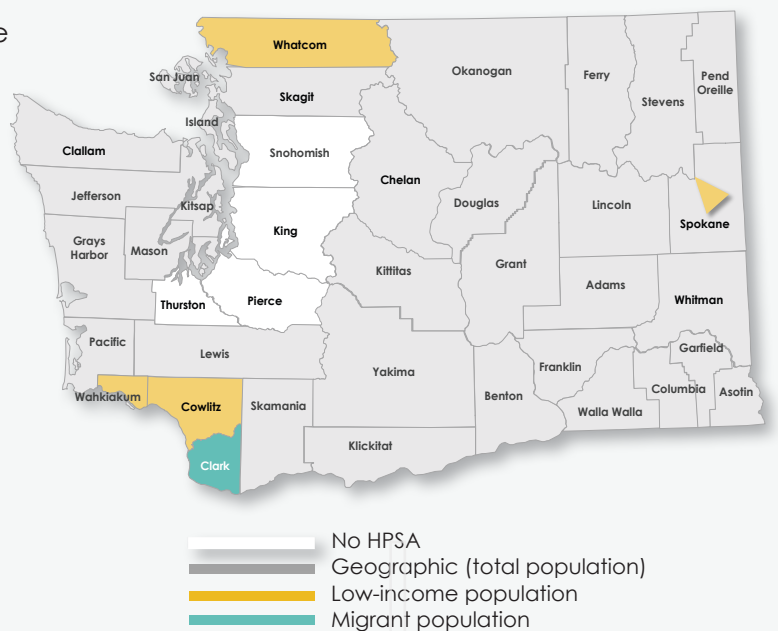 e
Whatcom
San Juan
Okanogan
Ferry
Pend
Oreille
Stevens
Skagit
Island
Clallam
Snohomish
Chelan
Jefferson
Kitsap
Douglas
Lincoln
Spokane
King
Grays
Harbor
Mason
Kittitas
Grant
Adams
Whitman
Thurston
Pierce
Pacific
Lewis
Yakima
Garfield
Franklin
Columbia
Asotin
Wahkiakum
Cowlitz
Skamania
Benton
Walla Walla
Klickitat
Clark
No HPSA
Geographic (total population)
Low-income population
Migrant population